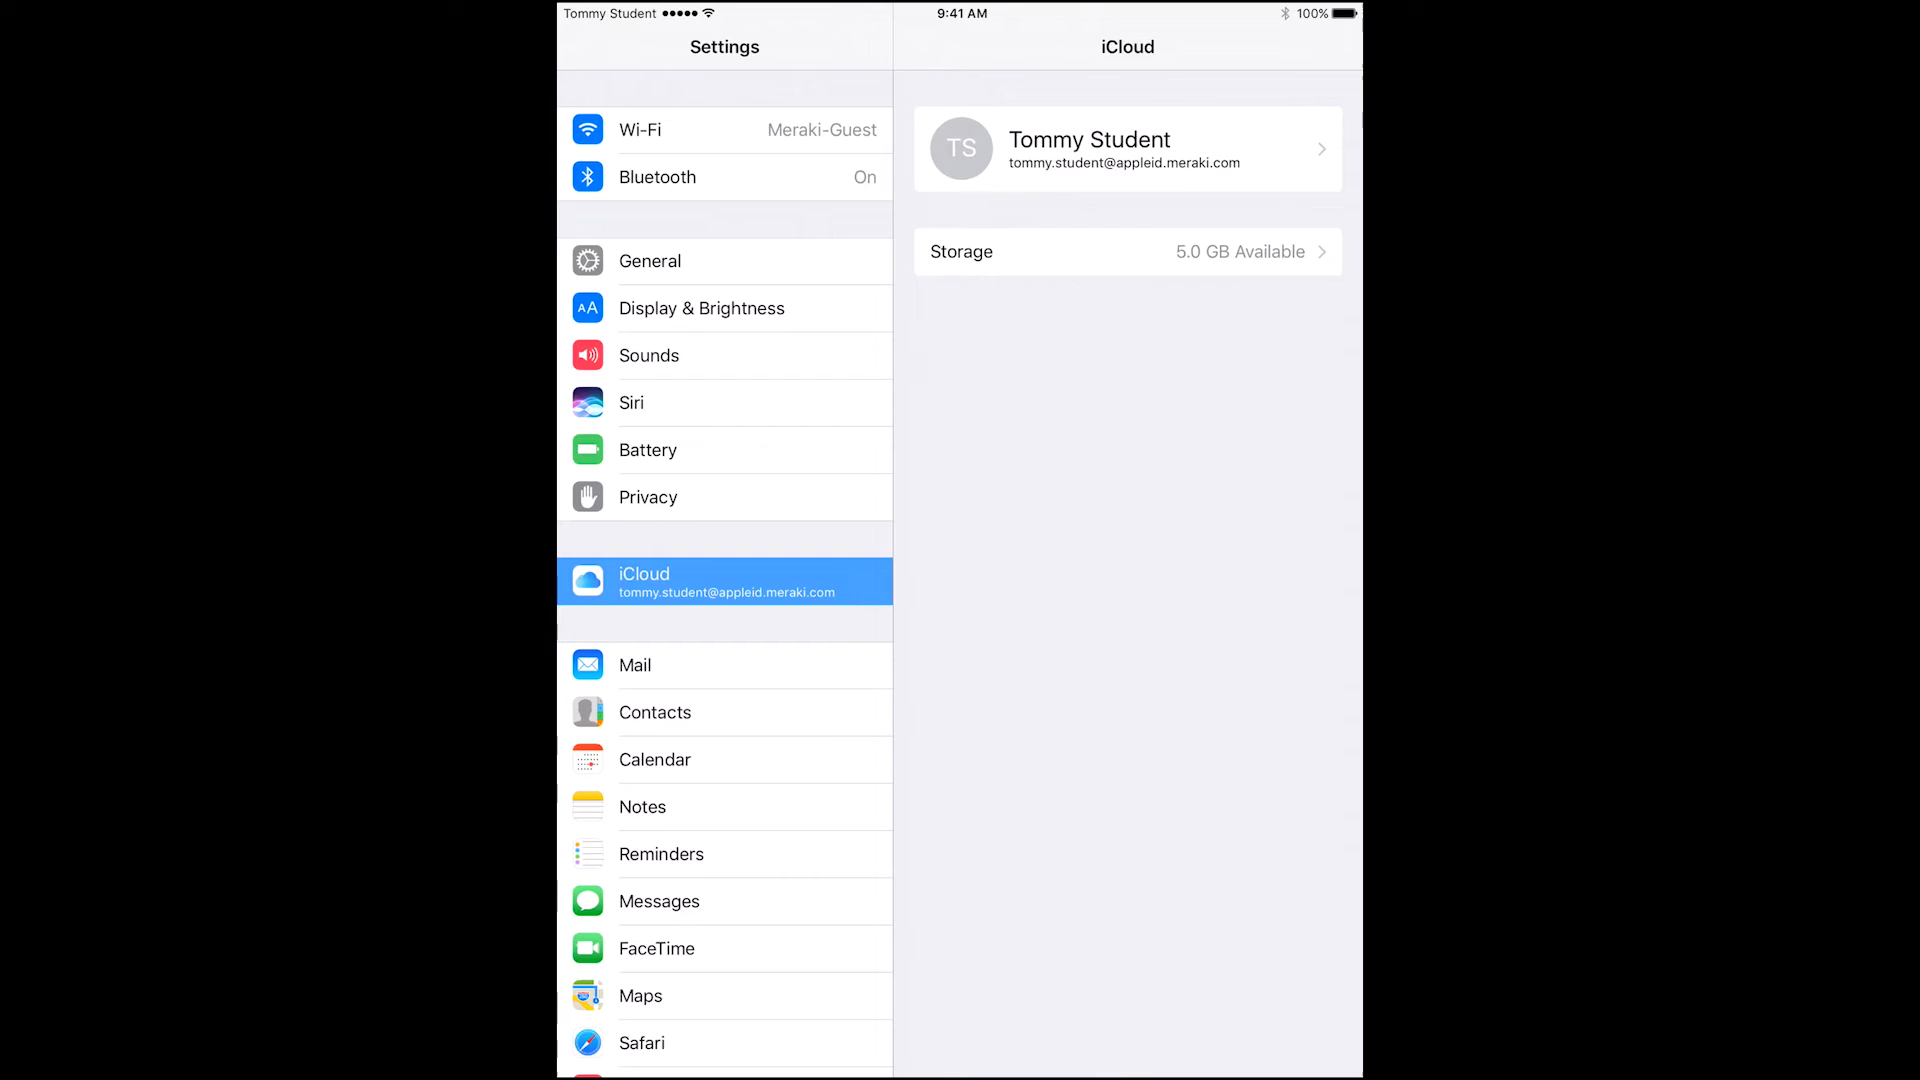 Tommy Student
9:41 AM
100%
Settings
iCloud
Wi-Fi Meraki-Guest
Bluetooth On
General
AA Display & Brightness
Sounds
Siri
Battery
Privacy
iCloud
tommy.student@appleid.meraki.com
Mail
Contacts
Calendar
Notes
Reminders
Messages
FaceTime
Maps
Safari
TS
Tommy Student
tommy.student@appleid.meraki.com
Storage 5.0 GB Available